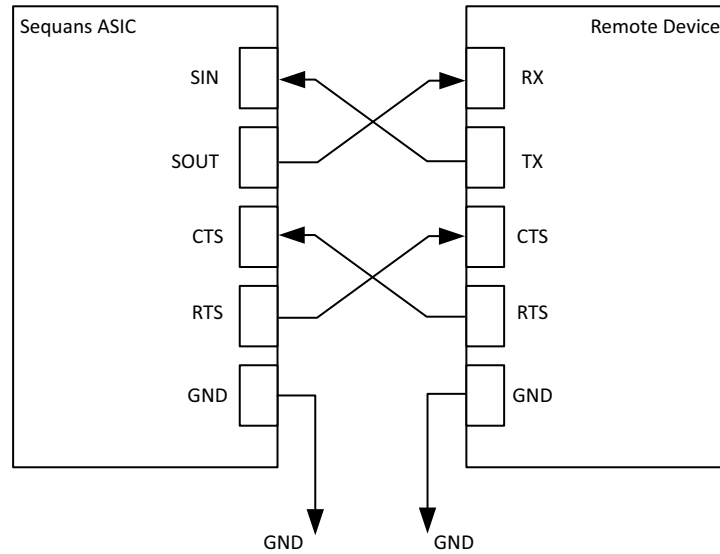 Sequans ASIC
Remote Device
SIN
RX
SOUT
TX
CTS
CTS
RTS
RTS
GND
GND
GND
GND